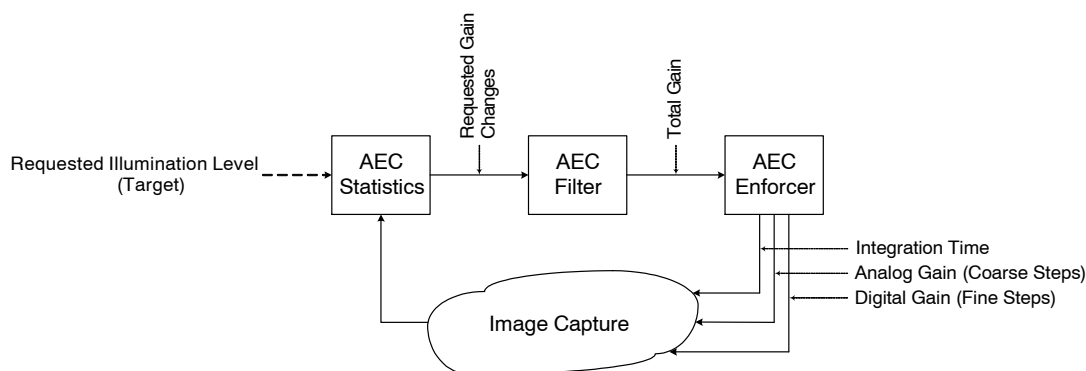 Requested Gain
Changes
Total Gain
Requested Illumination Level
(Target)
AEC
Statistics
AEC
Filter
AEC
Enforcer
Integration Time
Analog Gain (Coarse Steps)
Digital Gain (Fine Steps)
Image Capture